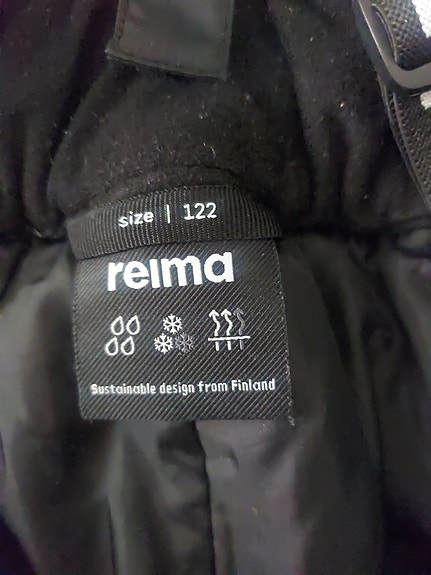 size | 122
reima
Sustainable design from Finland